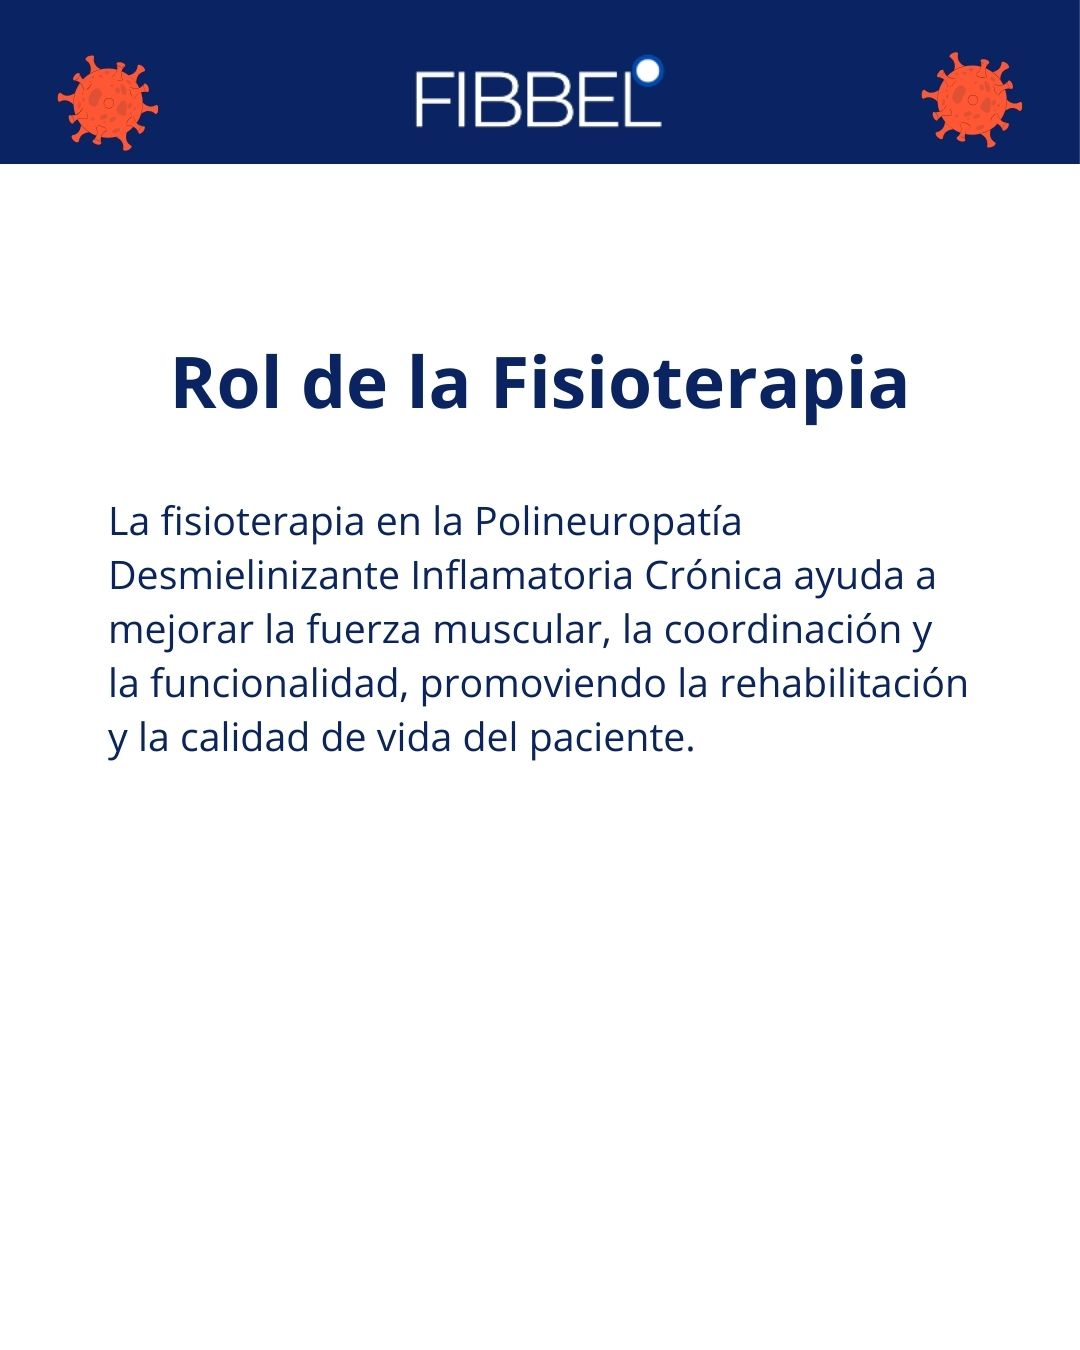 FIBBEL
Rol de la Fisioterapia
La fisioterapia en la Polineuropatía
Desmielinizante Inflamatoria Crónica ayuda a
mejorar la fuerza muscular, la coordinación y
la funcionalidad, promoviendo la rehabilitación
y la calidad de vida del paciente.